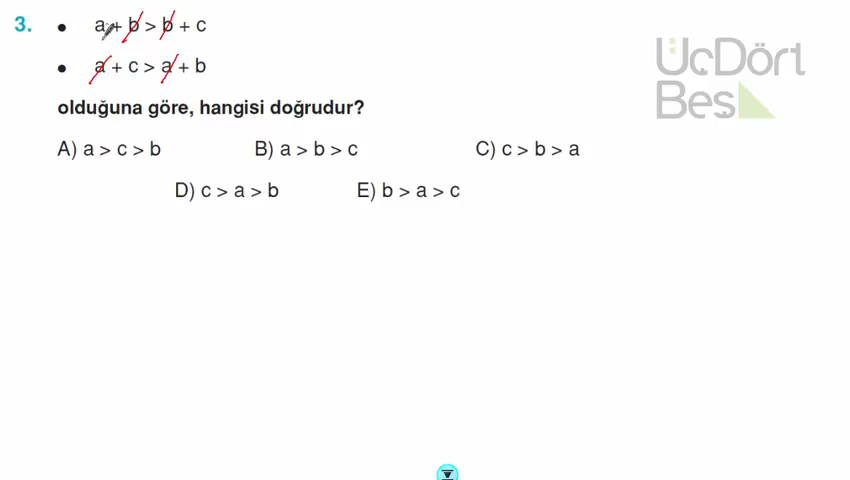 3. • a + b > b + c
• a + c > a + b
olduğuna göre, hangisi doğrudur?
A) a > c > b B) a > b > c C) c > b > a
D) c > a > b E) b > a > c
ÜçDört
Beş